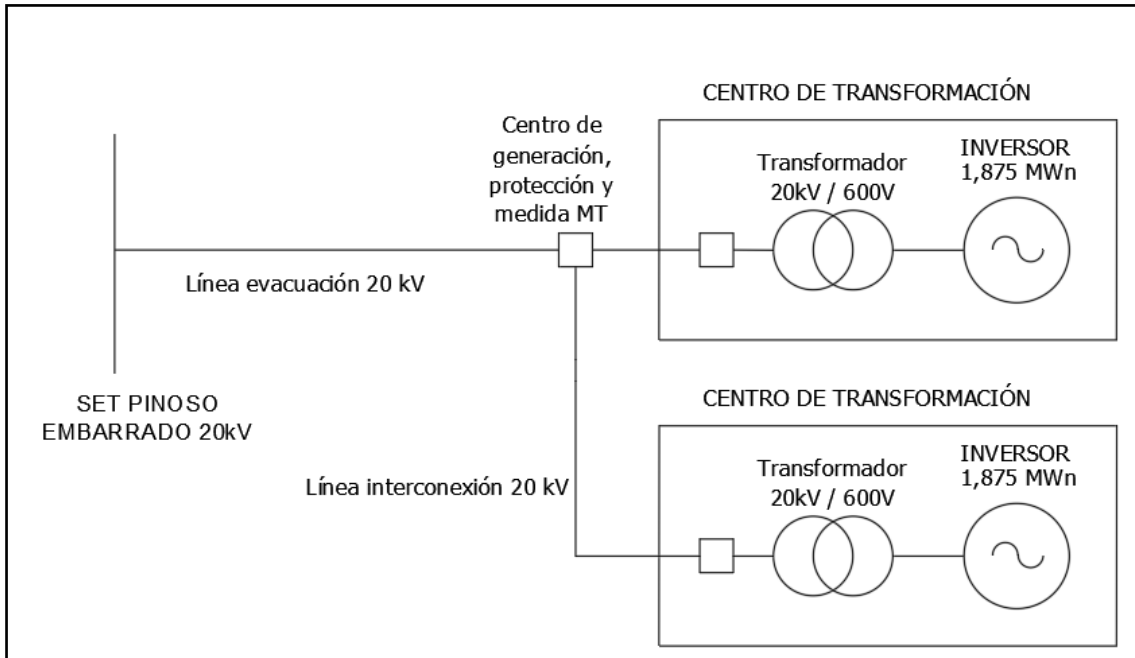 CENTRO DE TRANSFORMACIÓN
Centro de
generación,
protección y
medida MT
Transformador
20kV / 600V
INVERSOR
1,875 MWn
Línea evacuación 20 kV
SET PINOSO
EMBARRADO 20kV
CENTRO DE TRANSFORMACIÓN
Línea interconexión 20 kV
Transformador
20kV / 600V
INVERSOR
1,875 MWn